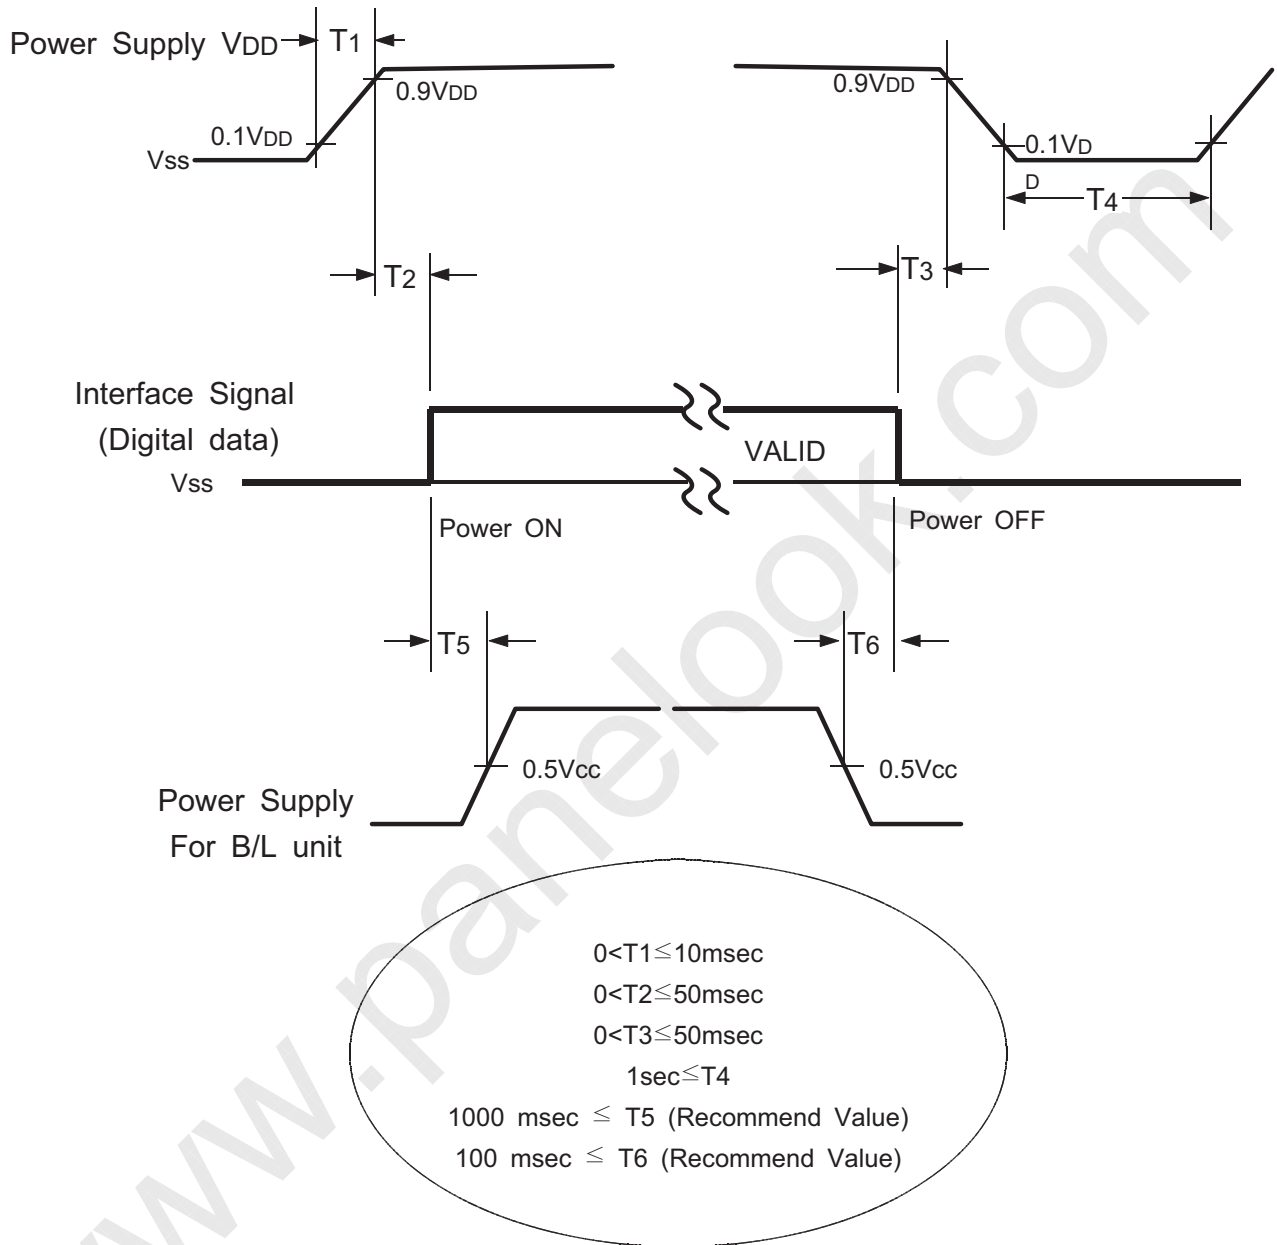 Power Supply VDD
T1
0.9VDD
0.9VDD
0.1VDD
Vss
0.1VD
D
T4
T2
T3
Interface Signal
(Digital data)
VALID
Vss
Power ON
Power OFF
T5
T6
0.5Vcc
0.5Vcc
Power Supply
For B/L unit
0<T1≦10msec
0<T2≦50msec
0<T3≦50msec
1sec≦T4
1000 msec ≦ T5 (Recommend Value)
100 msec ≦ T6 (Recommend Value)
www.panelook.com